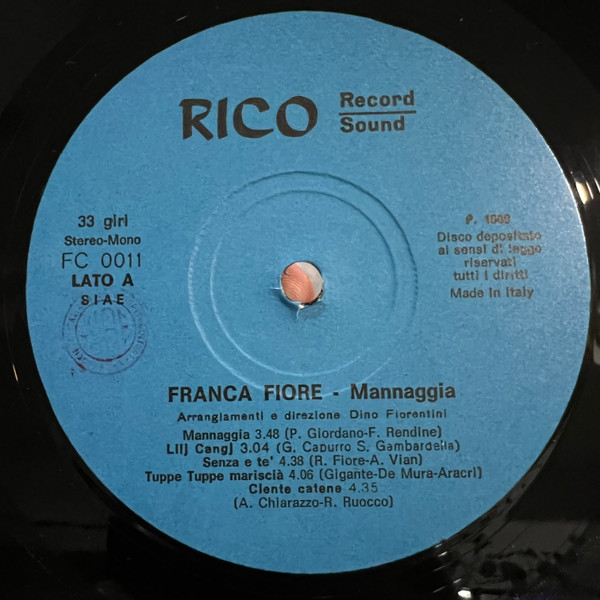 RICO Record
Sound
33 giri
Stereo-Mono
FC 0011
LATO A
SIAE
Disco depositato
ai sensi di legge
riservati
tutti i diritti
Made in Italy
FRANCA FIORE - Mannaggia
Arrangiamenti e direzione Dino Fiorentini
Mannaggia 3.48 (P. Giordano-F. Rendine)
Lilj Cangj 3.04 (G. Capurro S. Gambardella)
Senza e te' 4.38 (R. Fiore-A. Vian)
Tuppe Tuppe mariscià 4.06 (Gigante-De Mura-Aracri)
Ciente catene 4.35
(A. Chiarazzo-R. Ruocco)